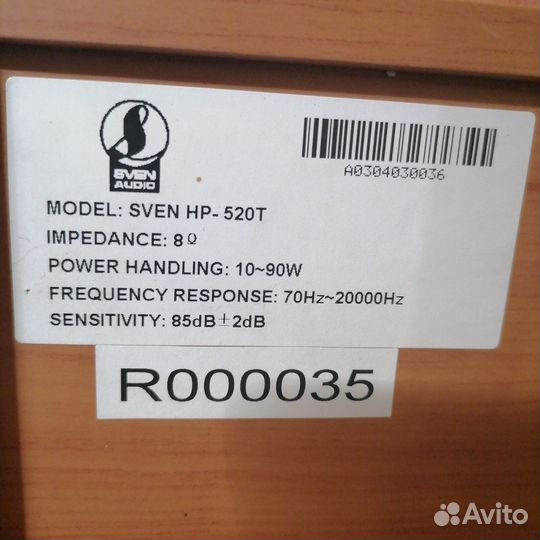 SVEN
AUDIO
A0304030036
MODEL: SVEN HP- 520T
IMPEDANCE: 8Ω
POWER HANDLING: 10~90W
FREQUENCY RESPONSE: 70Hz~20000Hz
SENSITIVITY: 85dB±2dB
R000035
Avito